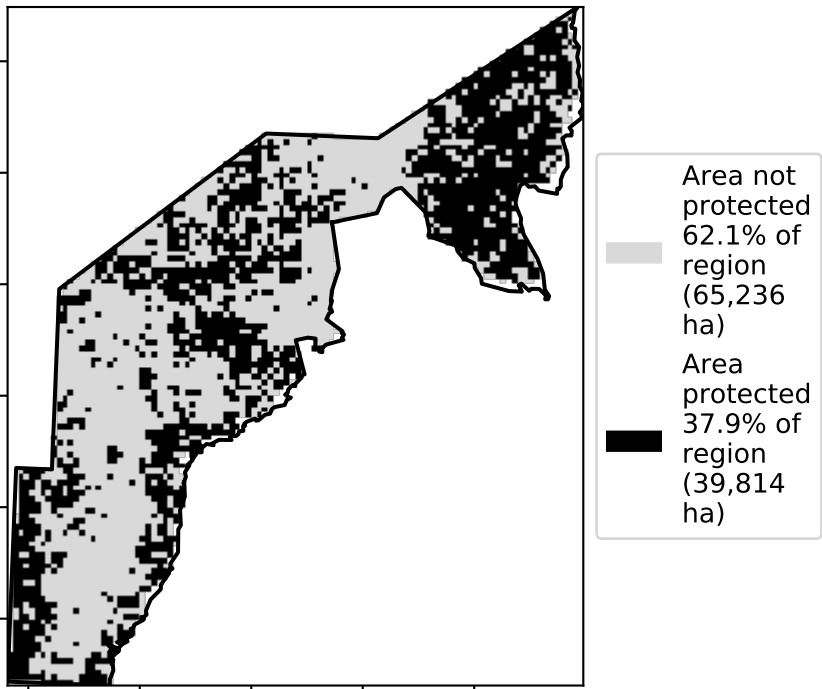 Area not
protected
62.1% of
region
(65,236
ha)
Area
protected
37.9% of
region
(39,814
ha)